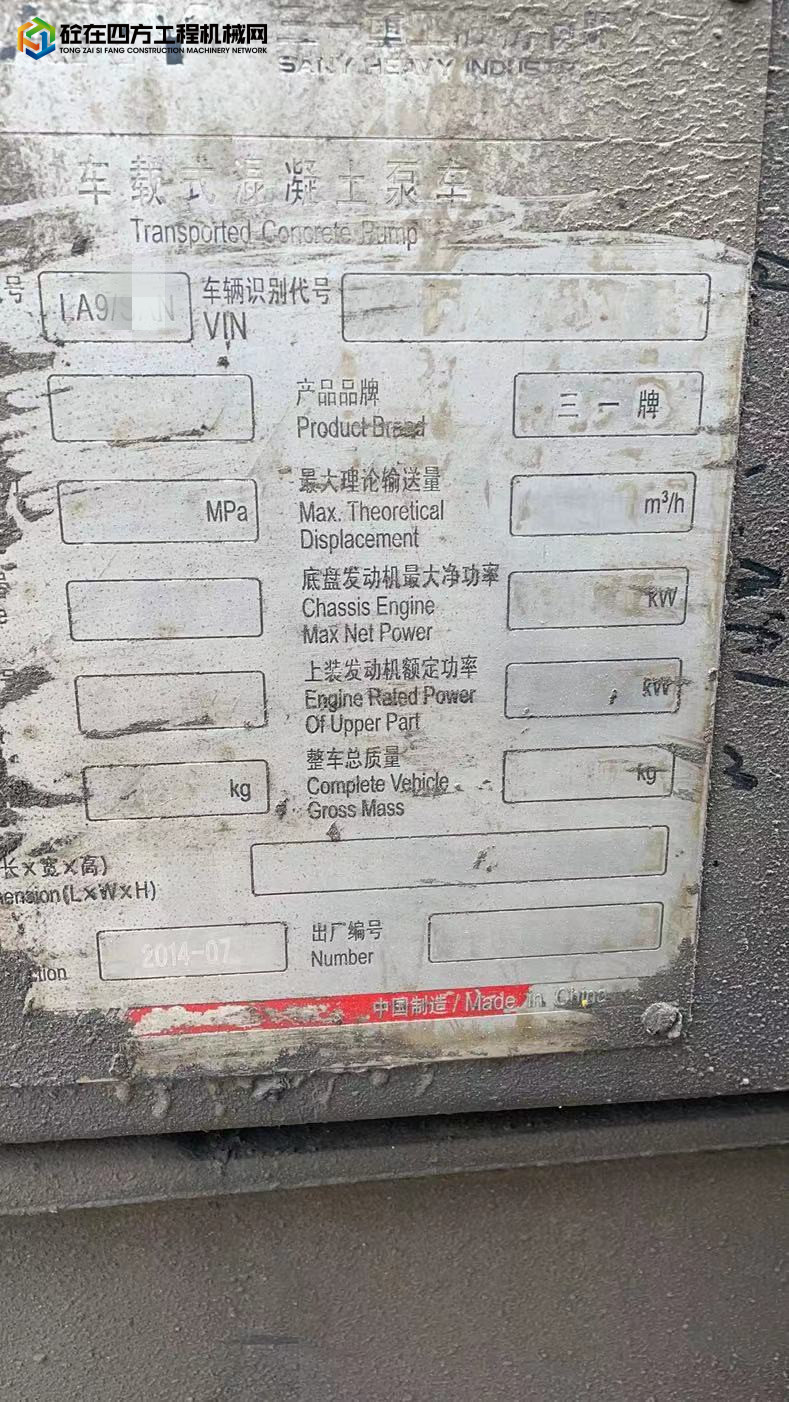 砼在四方工程机械网
TONG ZAI SI FANG CONSTRUCTION MACHINERY NETWORK
三一重工
SANY HEAVY INDUSTRY
车载式混凝土泵车
Transported Concrete Pump
号
LA9/
车辆识别代号
VIN
产品品牌
Product Brand
三一牌
MPa
最大理论输送量
Max. Theoretical
Displacement
m³/h
底盘发动机最大净功率
Chassis Engine
Max Net Power
kW
上装发动机额定功率
Engine Rated Power
Of Upper Part
kW
kg
整车总质量
Complete Vehicle
Gross Mass
kg
长×宽×高)
mension(L×W×H)
2014-07
出厂编号
Number
ction
中国制造/Made in China